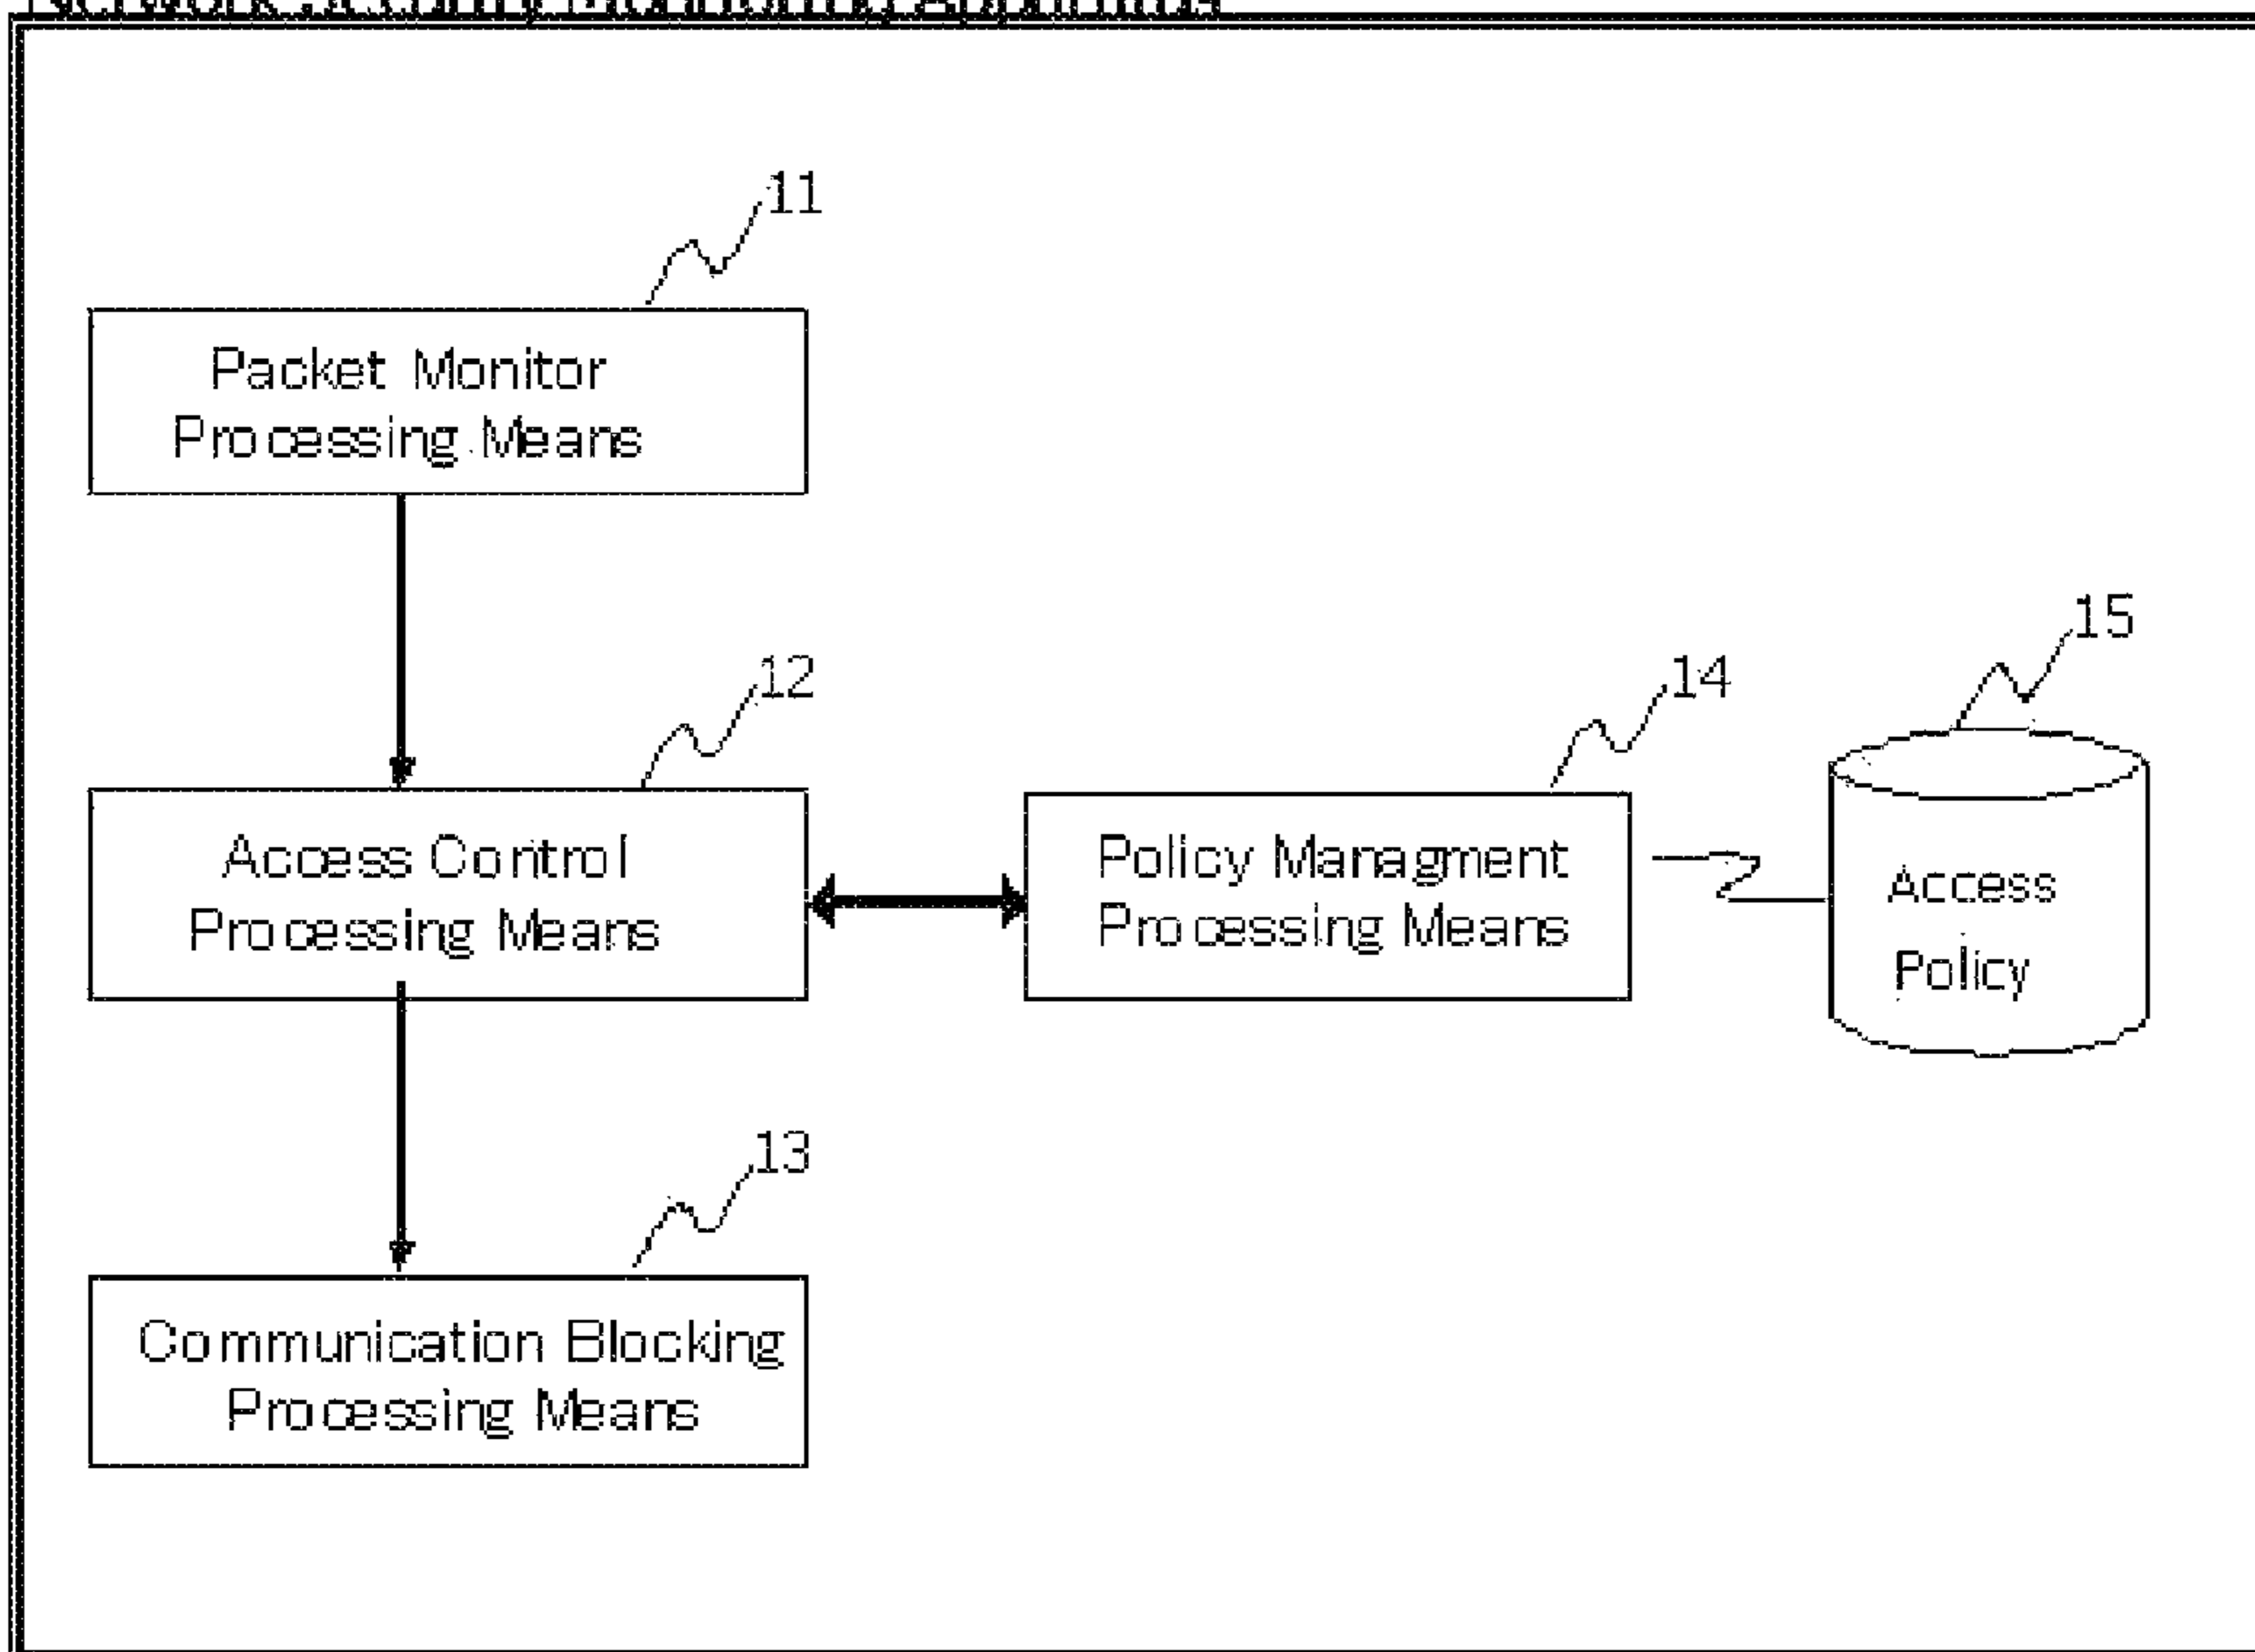 11
Packet Monitor
Processing Means
12
Access Control
Processing Means
14
Policy Managment
Processing Means
15
Access
Policy
13
Communication Blocking
Processing Means